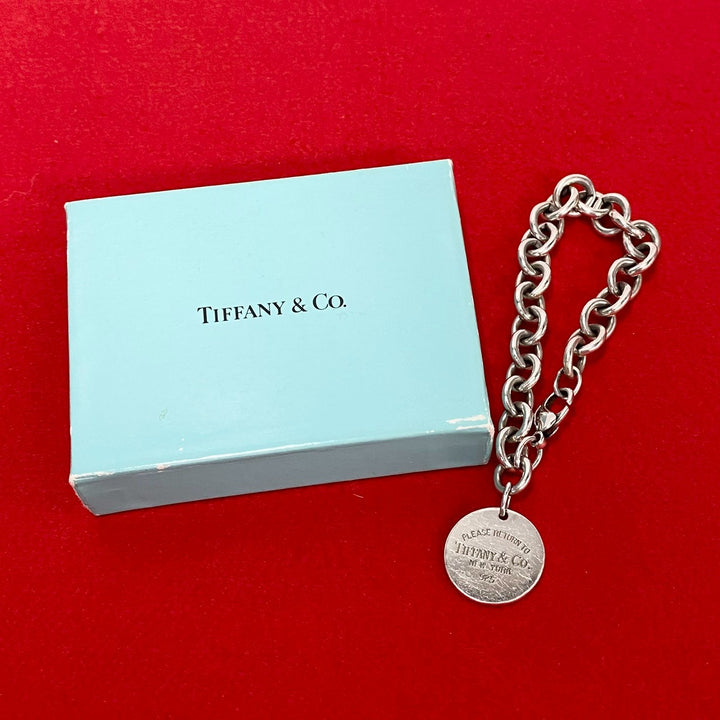 TIFFANY & CO.
PLEASE RETURN TO
TIFFANY & CO.
NEW YORK
925